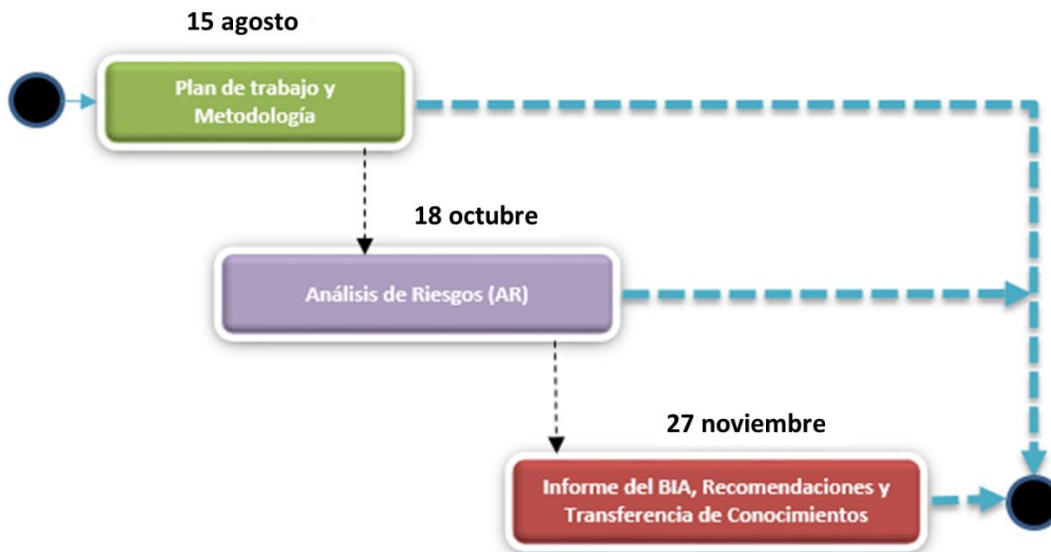 15 agosto
Plan de trabajo y
Metodología
18 octubre
Análisis de Riesgos (AR)
27 noviembre
Informe del BIA, Recomendaciones y
Transferencia de Conocimientos